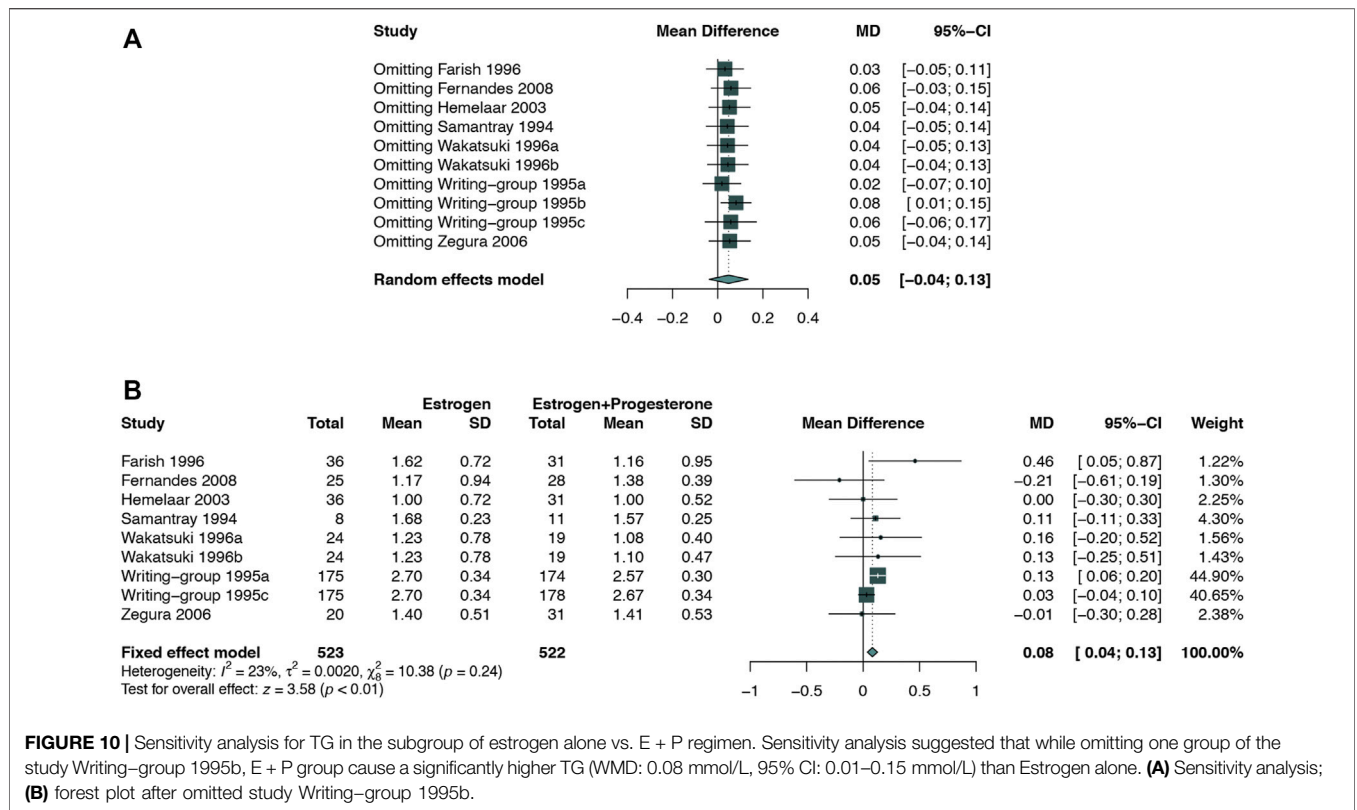 A
Study Mean Difference MD 95%−CI
Omitting Farish 1996 0.03 [−0.05; 0.11]
Omitting Fernandes 2008 0.06 [−0.03; 0.15]
Omitting Hemelaar 2003 0.05 [−0.04; 0.14]
Omitting Samantray 1994 0.04 [−0.05; 0.14]
Omitting Wakatsuki 1996a 0.04 [−0.05; 0.13]
Omitting Wakatsuki 1996b 0.04 [−0.04; 0.13]
Omitting Writing−group 1995a 0.02 [−0.07; 0.10]
Omitting Writing−group 1995b 0.08 [ 0.01; 0.15]
Omitting Writing−group 1995c 0.06 [−0.06; 0.17]
Omitting Zegura 2006 0.05 [−0.04; 0.14]
Random effects model 0.05 [−0.04; 0.13]
−0.4 −0.2 0 0.2 0.4
B
Estrogen Estrogen+Progesterone
Study Total Mean SD Total Mean SD Mean Difference MD 95%−CI Weight
Farish 1996 36 1.62 0.72 31 1.16 0.95 0.46 [ 0.05; 0.87] 1.22%
Fernandes 2008 25 1.17 0.94 28 1.38 0.39 −0.21 [−0.61; 0.19] 1.30%
Hemelaar 2003 36 1.00 0.72 31 1.00 0.52 0.00 [−0.30; 0.30] 2.25%
Samantray 1994 8 1.68 0.23 11 1.57 0.25 0.11 [−0.11; 0.33] 4.30%
Wakatsuki 1996a 24 1.23 0.78 19 1.08 0.40 0.16 [−0.20; 0.52] 1.56%
Wakatsuki 1996b 24 1.23 0.78 19 1.10 0.47 0.13 [−0.25; 0.51] 1.43%
Writing−group 1995a 175 2.70 0.34 174 2.57 0.30 0.13 [ 0.06; 0.20] 44.90%
Writing−group 1995c 175 2.70 0.34 178 2.67 0.34 0.03 [−0.04; 0.10] 40.65%
Zegura 2006 20 1.40 0.51 31 1.41 0.53 −0.01 [−0.30; 0.28] 2.38%
Fixed effect model 523 522 0.08 [ 0.04; 0.13] 100.00%
Heterogeneity: I² = 23%, τ² = 0.0020, χ²₈ = 10.38 (p = 0.24)
Test for overall effect: z = 3.58 (p < 0.01)
−1 −0.5 0 0.5 1
FIGURE 10 | Sensitivity analysis for TG in the subgroup of estrogen alone vs. E + P regimen. Sensitivity analysis suggested that while omitting one group of the
study Writing–group 1995b, E + P group cause a significantly higher TG (WMD: 0.08 mmol/L, 95% CI: 0.01–0.15 mmol/L) than Estrogen alone. (A) Sensitivity analysis;
(B) forest plot after omitted study Writing–group 1995b.